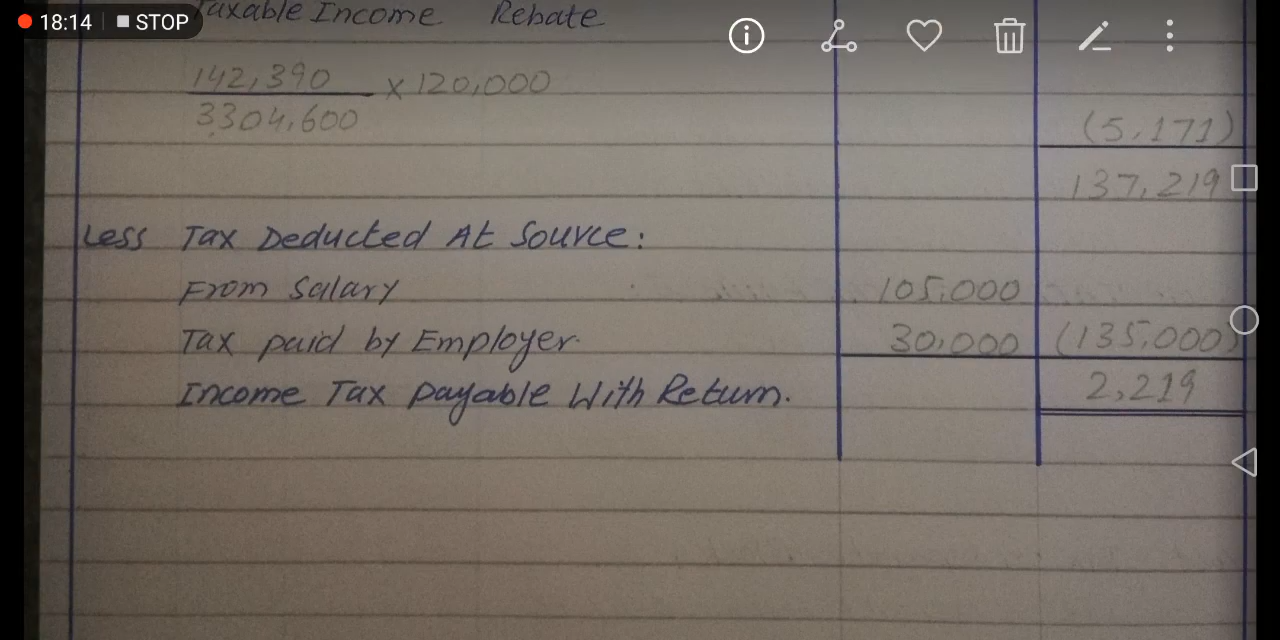 18:14 STOP
Taxable Income Rebate
142,390
x 120,000
3304,600
(5,171)
137,219
Less Tax Deducted At Source:
From Salary 105,000
Tax paid by Employer. 30,000 (135,000)
Income Tax payable With Return. 2,219